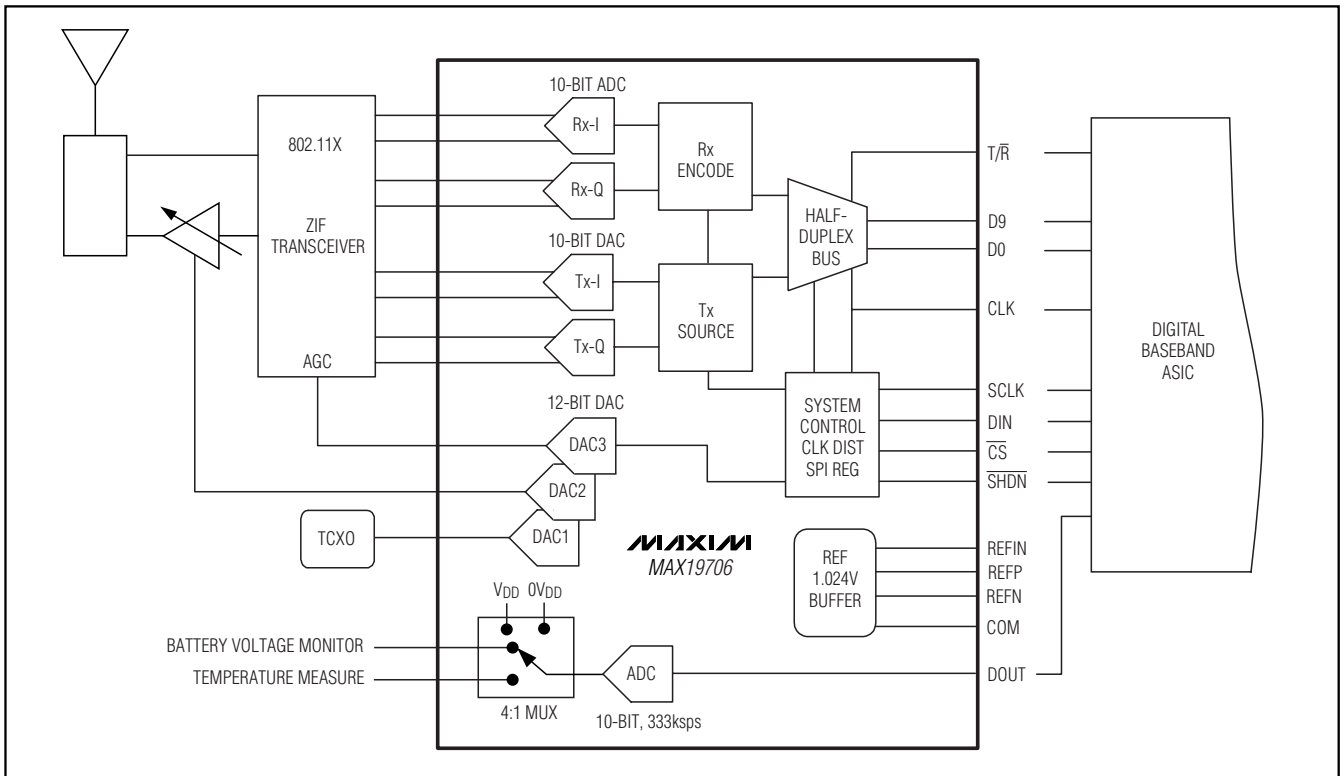 10-BIT ADC
802.11X
ZIF
TRANSCEIVER
AGC
Rx-I
Rx-Q
10-BIT DAC
Tx-I
Tx-Q
Rx
ENCODE
Tx
SOURCE
HALF-
DUPLEX
BUS
T/R̅
D9
D0
CLK
SCLK
DIN
C̅S̅
S̅H̅D̅N̅
DIGITAL
BASEBAND
ASIC
SYSTEM
CONTROL
CLK DIST
SPI REG
12-BIT DAC
DAC3
DAC2
DAC1
TCXO
MAXIM
MAX19706
REF
1.024V
BUFFER
REFIN
REFP
REFN
COM
VDD 0VDD
BATTERY VOLTAGE MONITOR
TEMPERATURE MEASURE
4:1 MUX
ADC
10-BIT, 333ksps
DOUT